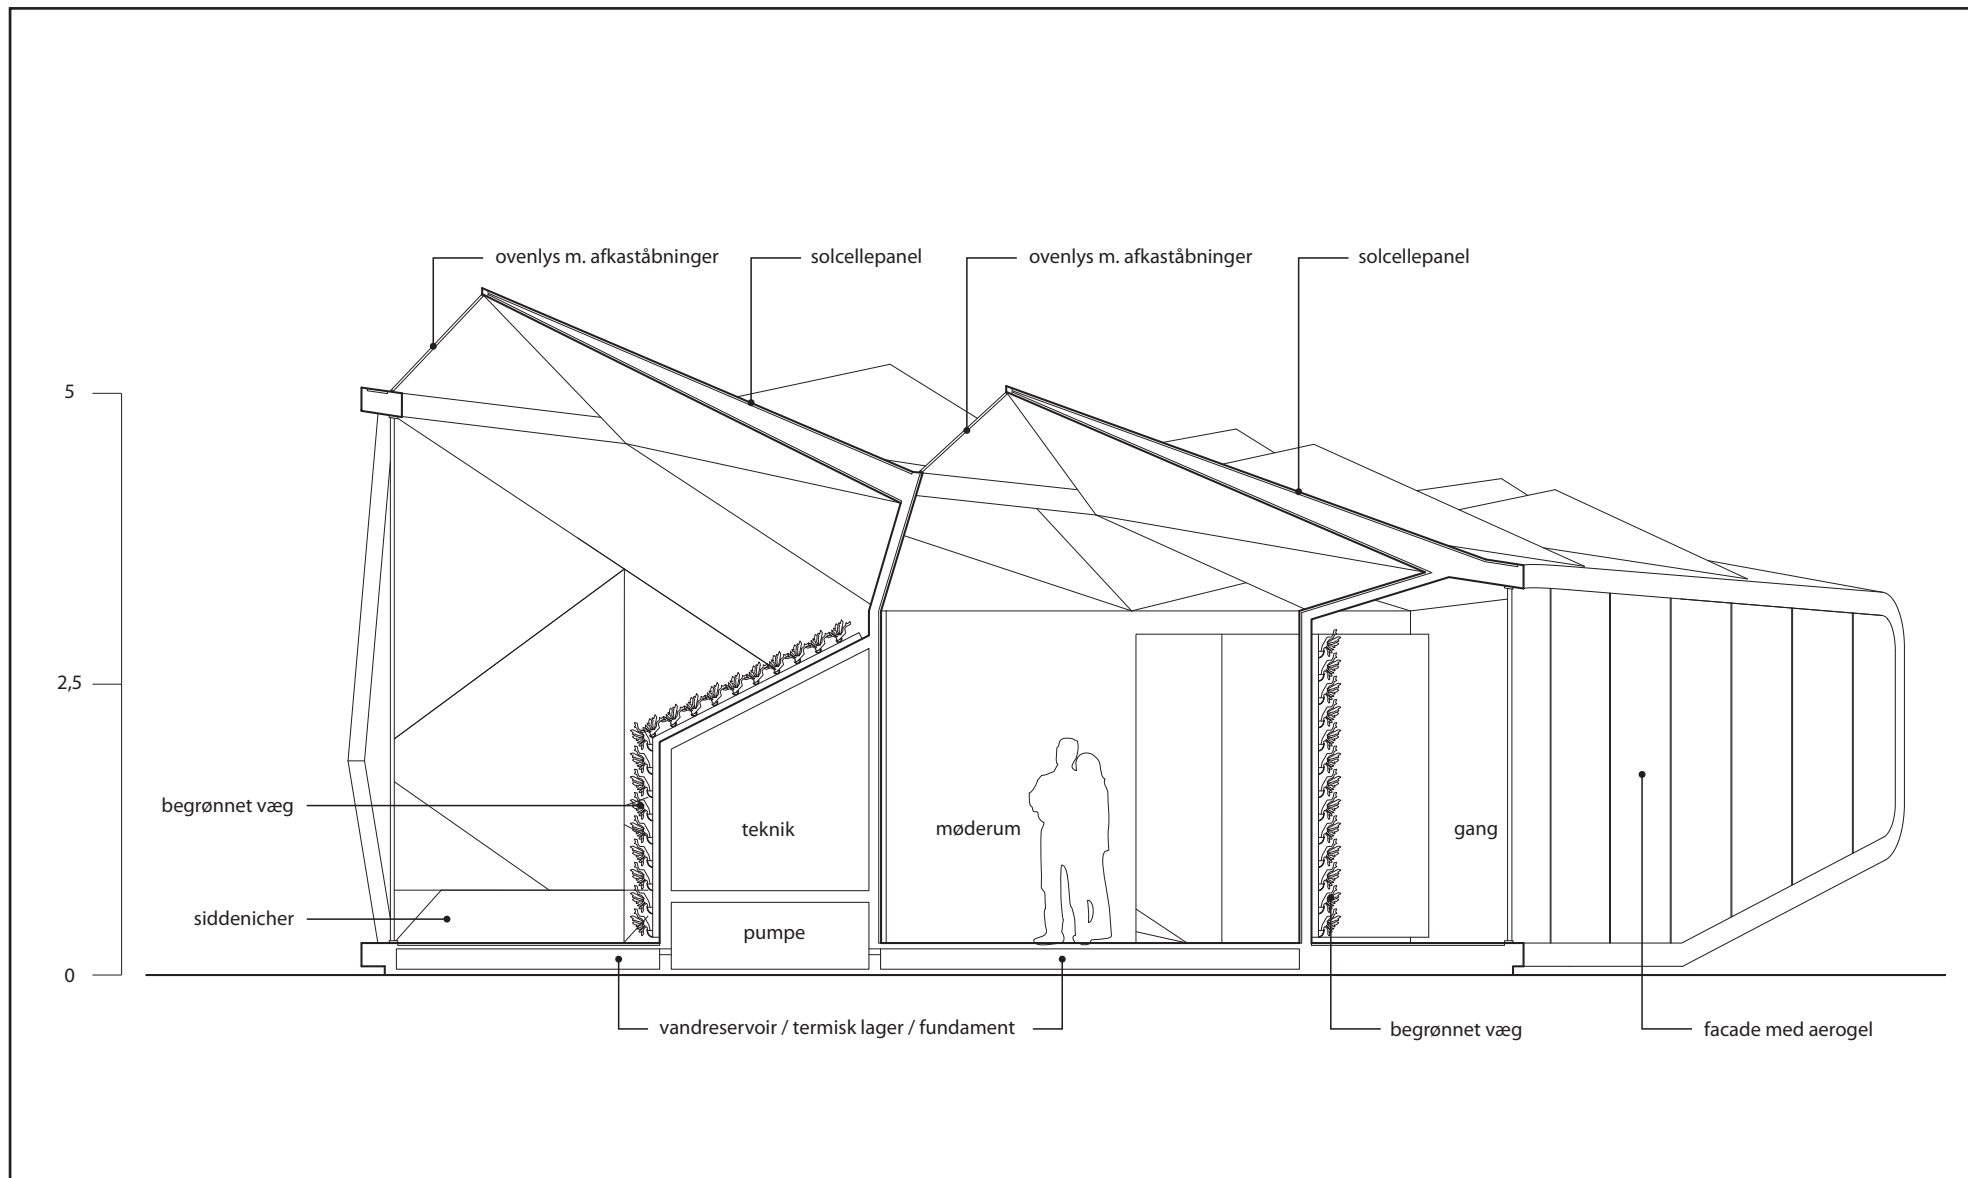 ovenlys m. afkaståbninger
solcellepanel
ovenlys m. afkaståbninger
solcellepanel
5
2,5
begrønnet væg
teknik
møderum
gang
siddenicher
pumpe
0
vandreservoir / termisk lager / fundament
begrønnet væg
facade med aerogel